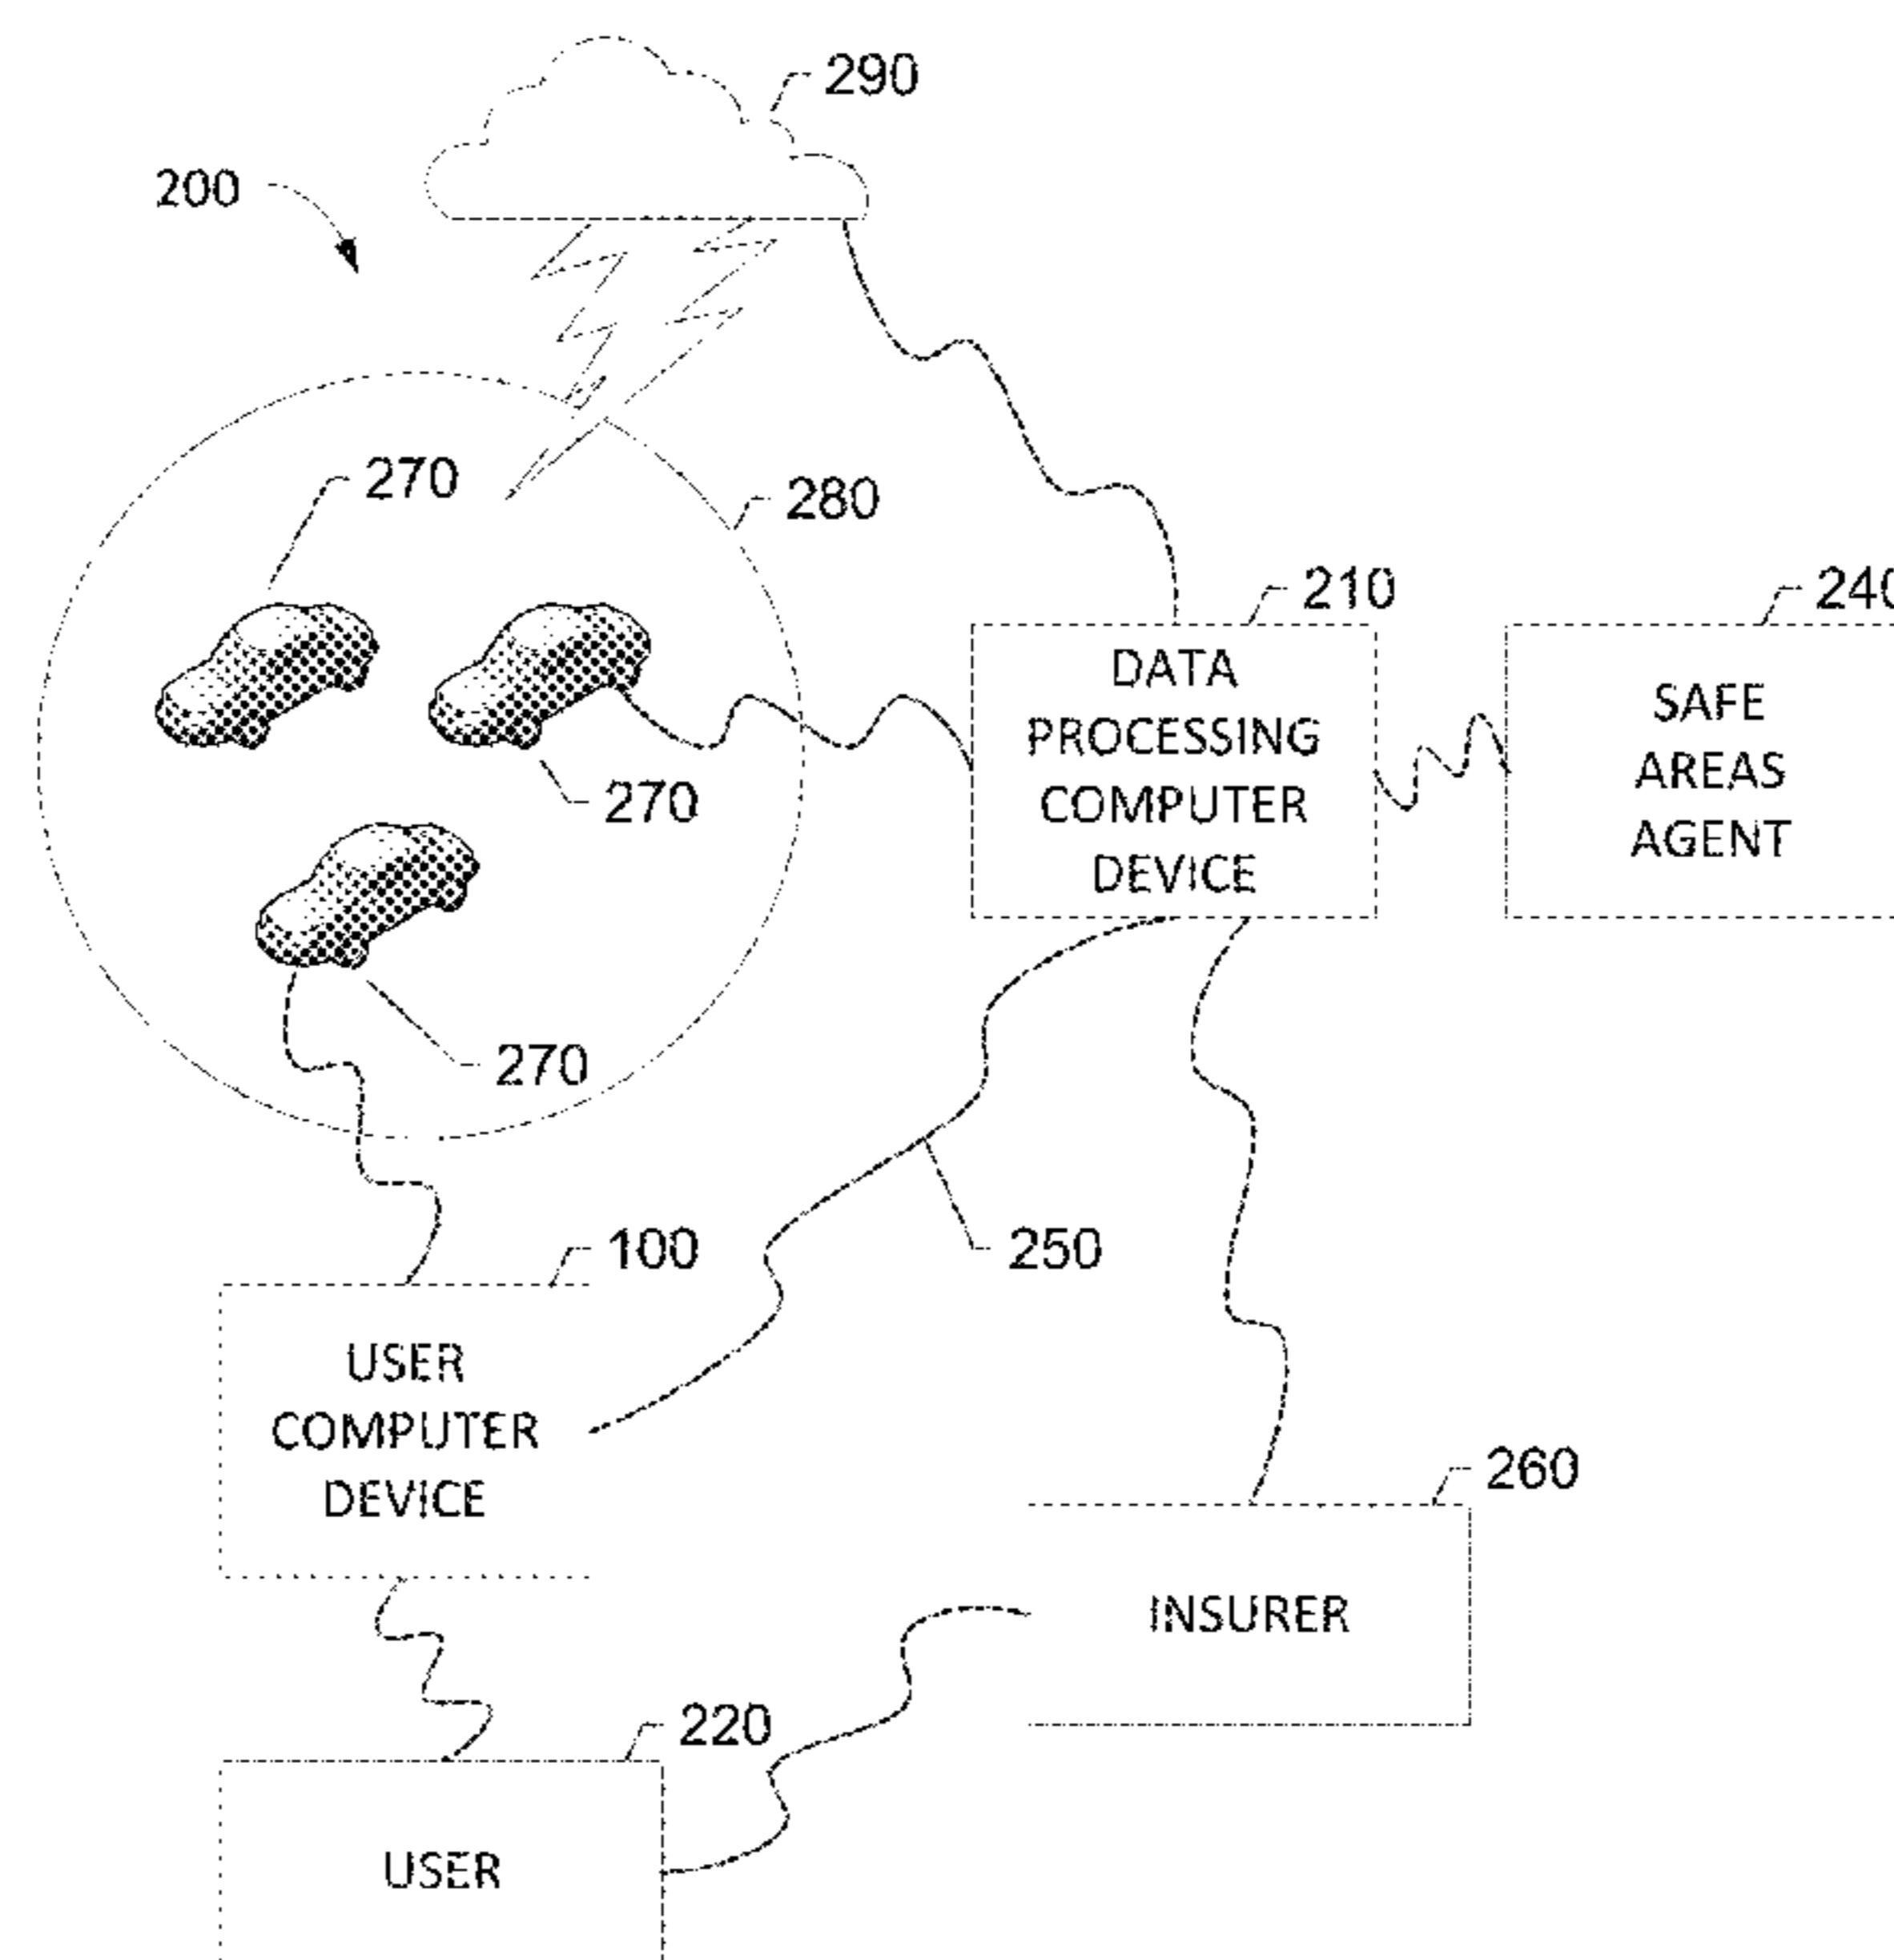 290
200
270
280
210
240
DATA
PROCESSING
COMPUTER
DEVICE
SAFE
AREAS
AGENT
270
270
100
250
USER
COMPUTER
DEVICE
260
INSURER
220
USER